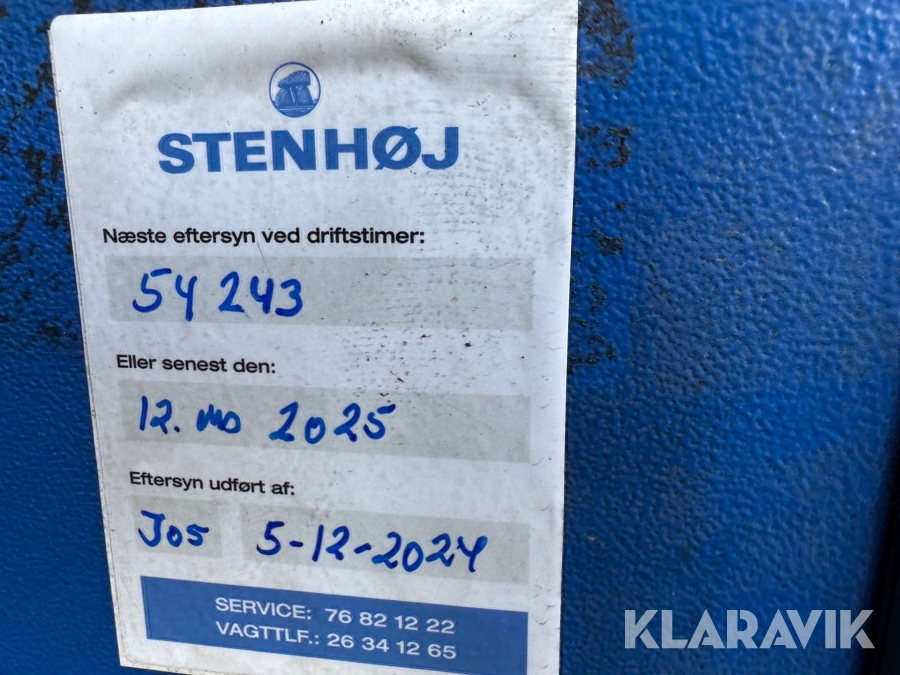 STENHØJ
Næste eftersyn ved driftstimer:
54 243
Eller senest den:
12. md 2025
Eftersyn udført af:
Jos 5-12-2024
SERVICE: 76 82 12 22
VAGTTLF.: 26 34 12 65
KLARAVIK